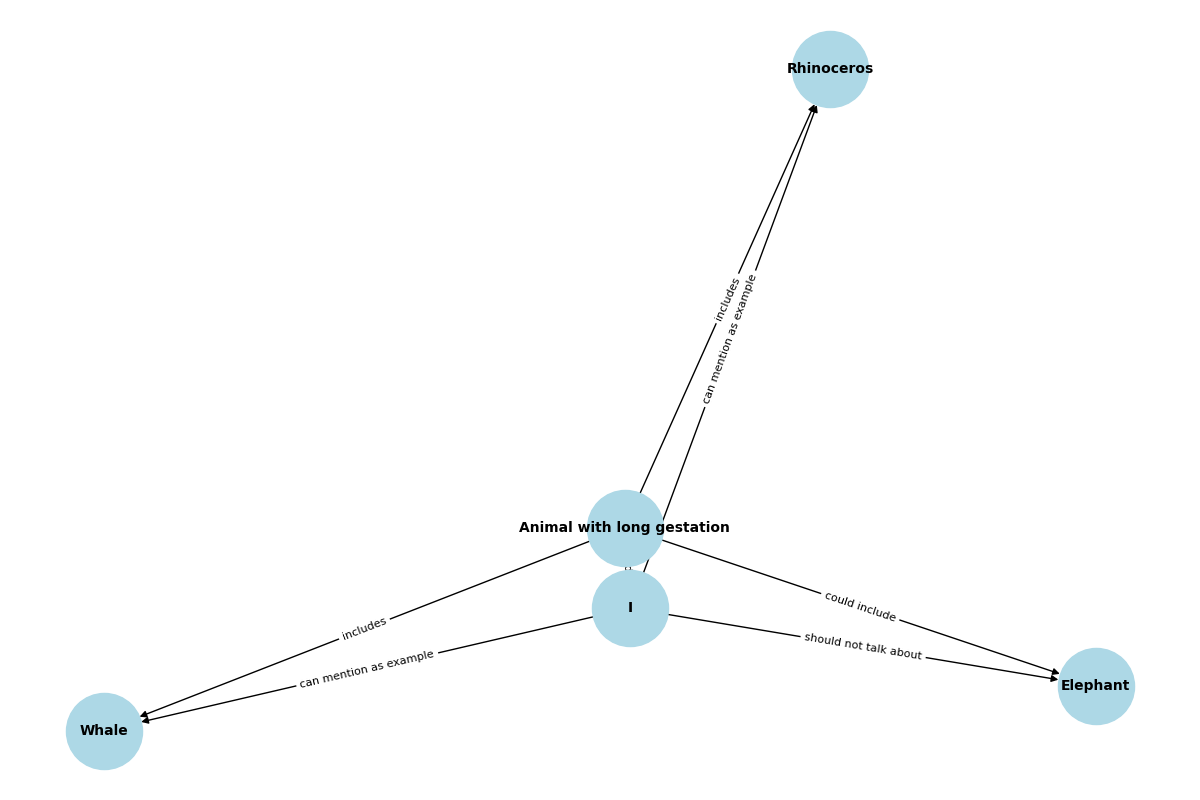 Rhinoceros
includes
can mention as example
Animal with long gestation
I
could include
includes
should not talk about
can mention as example
Elephant
Whale